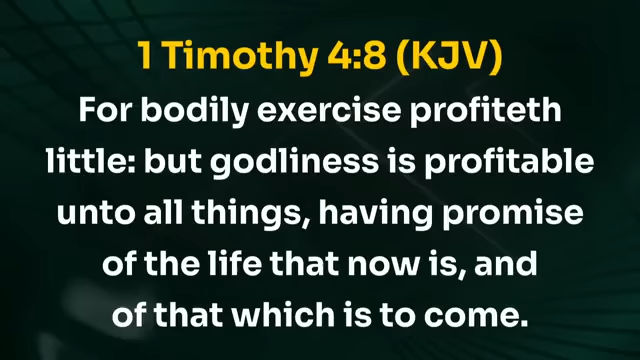 1 Timothy 4:8 (KJV)
For bodily exercise profiteth
little: but godliness is profitable
unto all things, having promise
of the life that now is, and
of that which is to come.